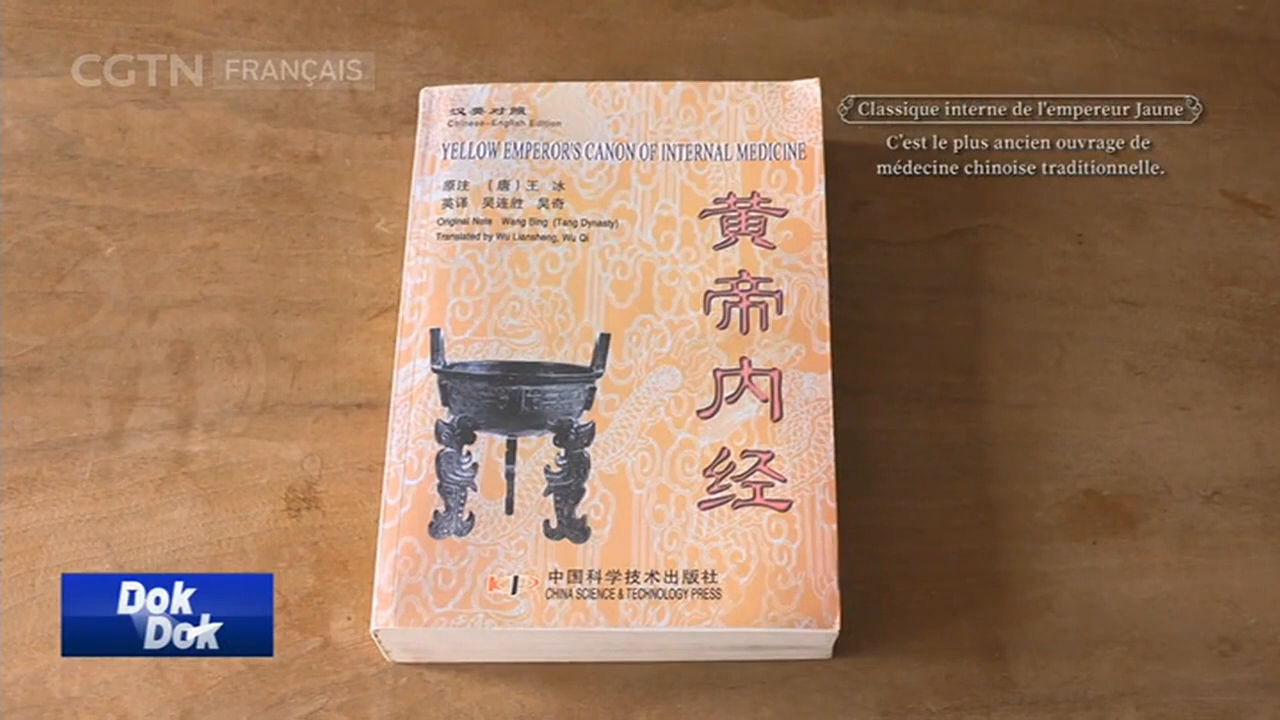 CGTN FRANÇAIS
汉英对照
Chinese-English Edition
YELLOW EMPEROR'S CANON OF INTERNAL MEDICINE
原注 （唐）王 冰
英译 吴连胜 吴奇
Original Note Wang Bing (Tang Dynasty)
Translated by Wu Liansheng, Wu Qi
黄帝内经
中国科学技术出版社
CHINA SCIENCE & TECHNOLOGY PRESS
Classique interne de l'empereur Jaune
C'est le plus ancien ouvrage de
médecine chinoise traditionnelle.
Dok
Dok